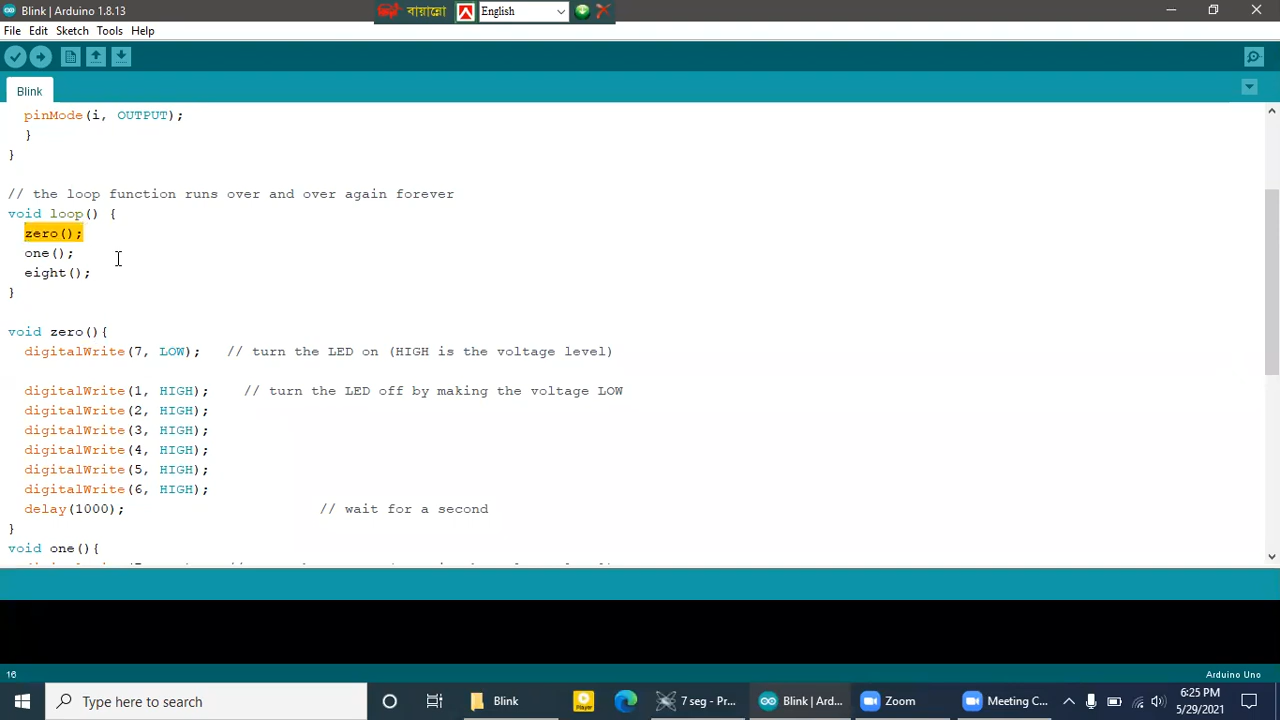 Blink | Arduino 1.8.13
বায়ান্নো
English
File Edit Sketch Tools Help
Blink
pinMode(i, OUTPUT);
}
}
// the loop function runs over and over again forever
void loop() {
zero();
one();
eight();
}
void zero(){
digitalWrite(7, LOW); // turn the LED on (HIGH is the voltage level)
digitalWrite(1, HIGH); // turn the LED off by making the voltage LOW
digitalWrite(2, HIGH);
digitalWrite(3, HIGH);
digitalWrite(4, HIGH);
digitalWrite(5, HIGH);
digitalWrite(6, HIGH);
delay(1000); // wait for a second
}
void one(){
16
Arduino Uno
Type here to search
Blink
Player
7 seg - Pr...
Blink | Ard...
Zoom
Meeting C...
6:25 PM
5/29/2021